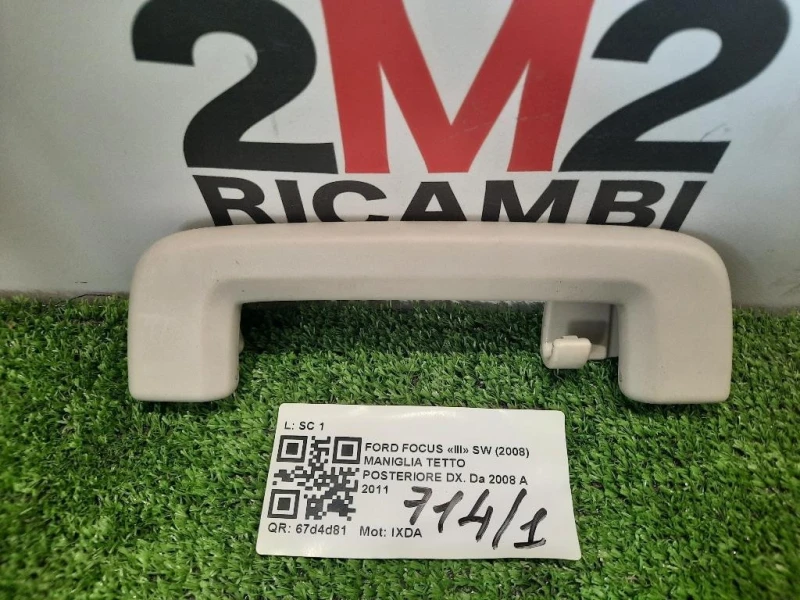 2M2
RICAMBI
L: SC 1
FORD FOCUS «III» SW (2008)
MANIGLIA TETTO
POSTERIORE DX. Da 2008 A
2011
714/1
QR: 67d4d81 Mot: IXDA